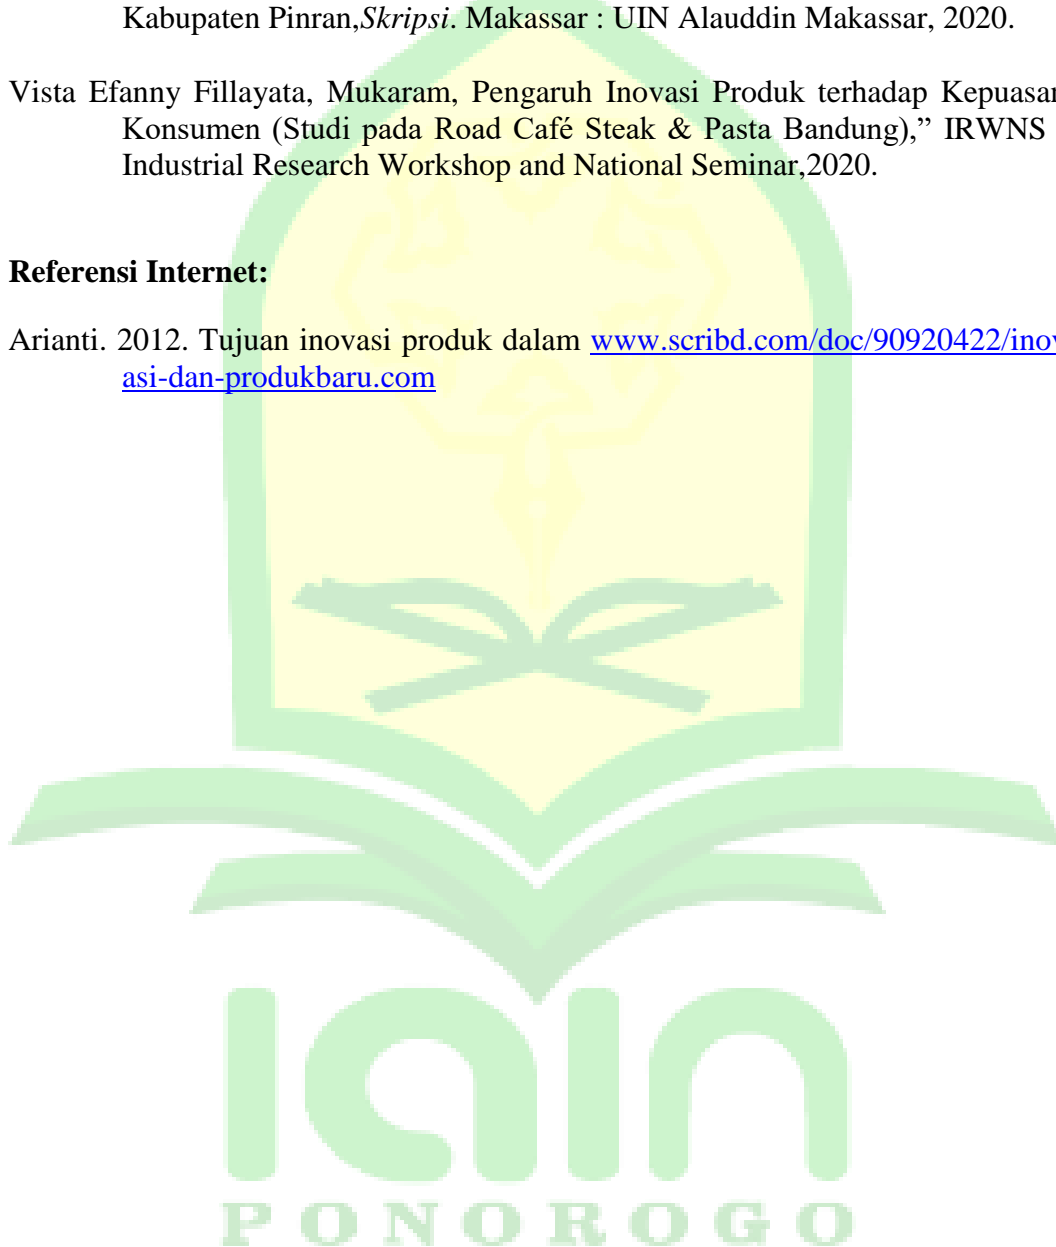 Kabupaten Pinran,Skripsi. Makassar : UIN Alauddin Makassar, 2020.
Vista Efanny Fillayata, Mukaram, Pengaruh Inovasi Produk terhadap Kepuasan
Konsumen (Studi pada Road Café Steak & Pasta Bandung),” IRWNS
Industrial Research Workshop and National Seminar,2020.
Referensi Internet:
Arianti. 2012. Tujuan inovasi produk dalam www.scribd.com/doc/90920422/inov
asi-dan-produkbaru.com
iain
PONOROGO